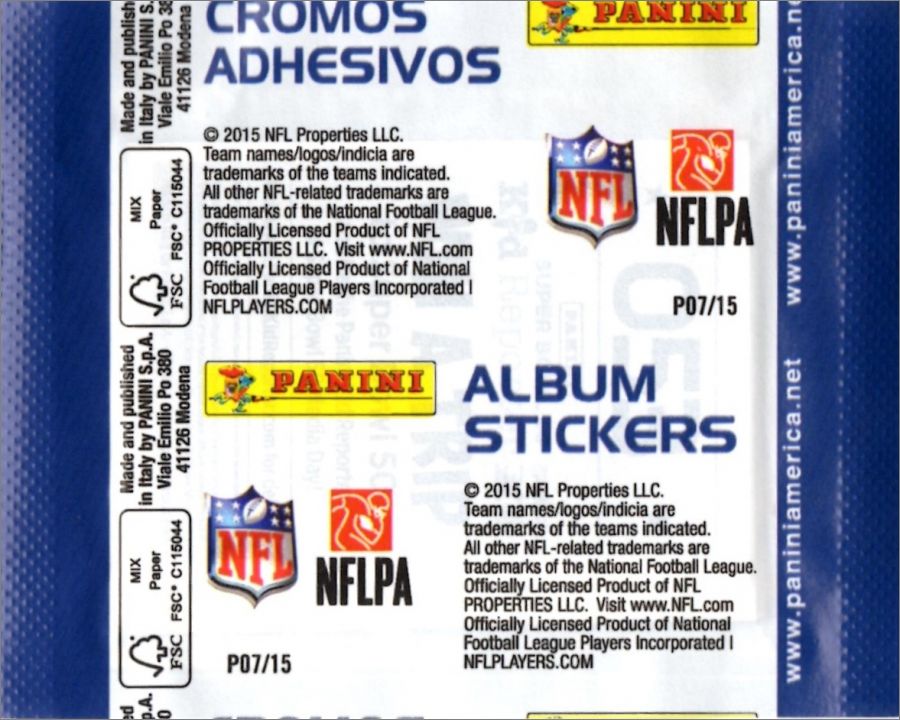 CROMOS
ADHESIVOS
PANINI
© 2015 NFL Properties LLC.
Team names/logos/indicia are
trademarks of the teams indicated.
All other NFL-related trademarks are
trademarks of the National Football League.
Officially Licensed Product of NFL
PROPERTIES LLC. Visit www.NFL.com
Officially Licensed Product of National
Football League Players Incorporated |
NFLPLAYERS.COM
NFL
NFLPA
P07/15
Made and publish
in Italy by PANINI S.
Viale Emilio Po 38
41126 Modena
MIX
Paper
FSC® C115044
FSC
www.paniniamerica.n
PANINI
ALBUM
STICKERS
NFL
NFLPA
P07/15
© 2015 NFL Properties LLC.
Team names/logos/indicia are
trademarks of the teams indicated.
All other NFL-related trademarks are
trademarks of the National Football League.
Officially Licensed Product of NFL
PROPERTIES LLC. Visit www.NFL.com
Officially Licensed Product of National
Football League Players Incorporated |
NFLPLAYERS.COM
Made and published
in Italy by PANINI S.p.A.
Viale Emilio Po 380
41126 Modena
MIX
Paper
FSC® C115044
FSC
www.paniniamerica.net